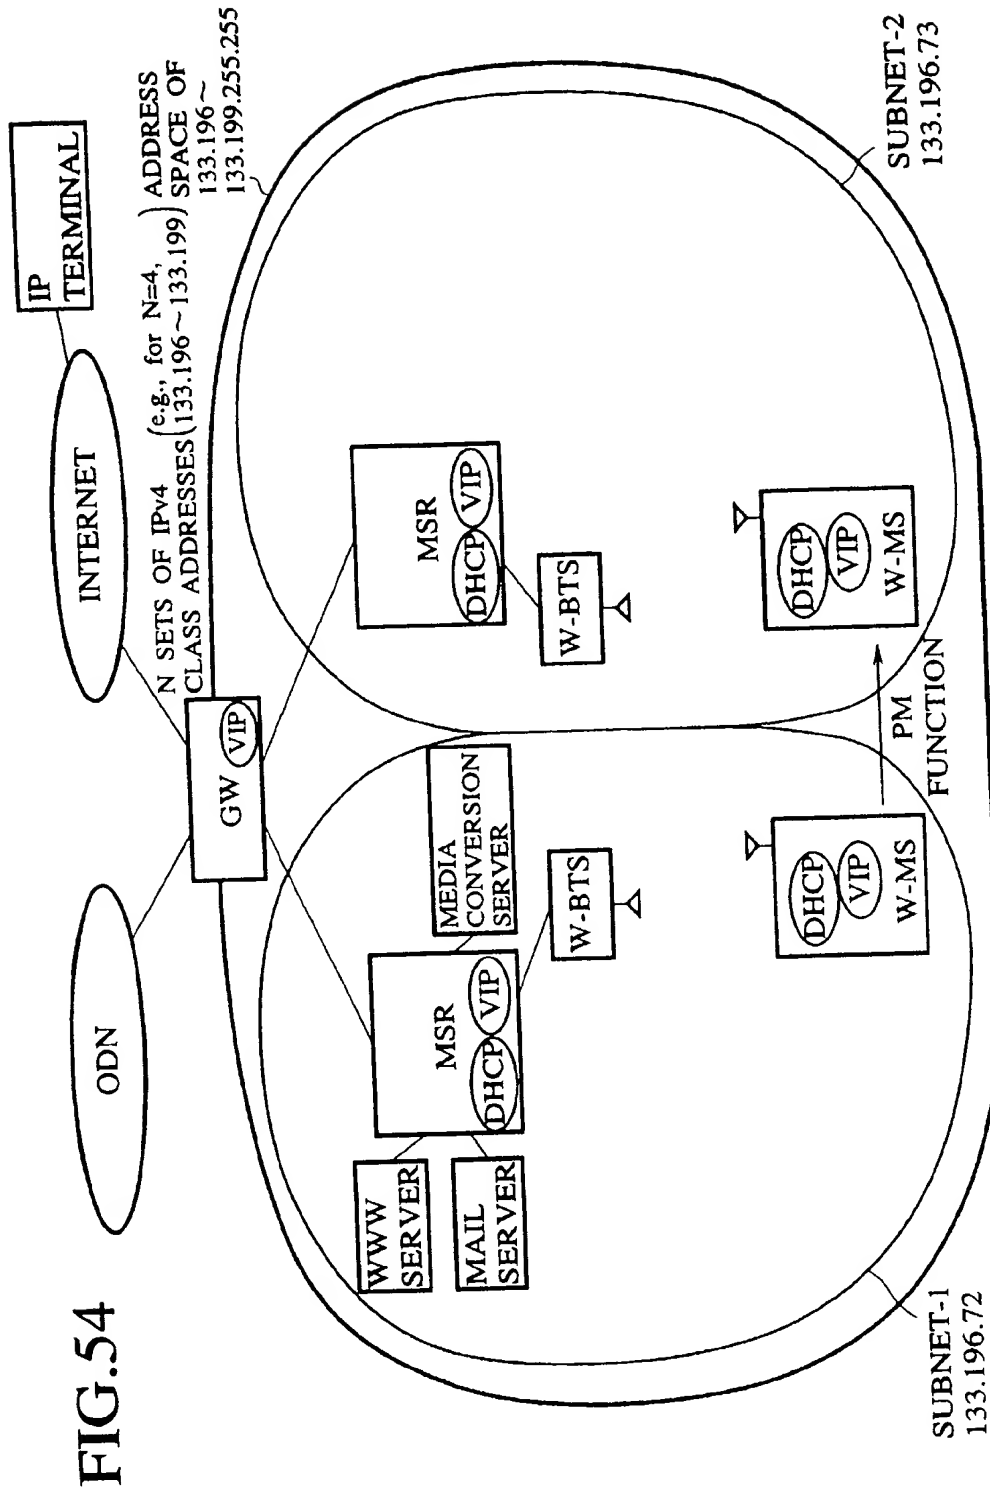 FIG.54
ODN
INTERNET
IP
TERMINAL
GW
VIP
N SETS OF IPv4
CLASS ADDRESSES
(e.g., for N=4,
133.196~133.199)
ADDRESS
SPACE OF
133.196~
133.199.255.255
WWW
SERVER
MAIL
SERVER
MSR
DHCP
VIP
MEDIA
CONVERSION
SERVER
W-BTS
MSR
DHCP
VIP
W-BTS
DHCP
VIP
W-MS
PM
FUNCTION
DHCP
VIP
W-MS
SUBNET-1
133.196.72
SUBNET-2
133.196.73